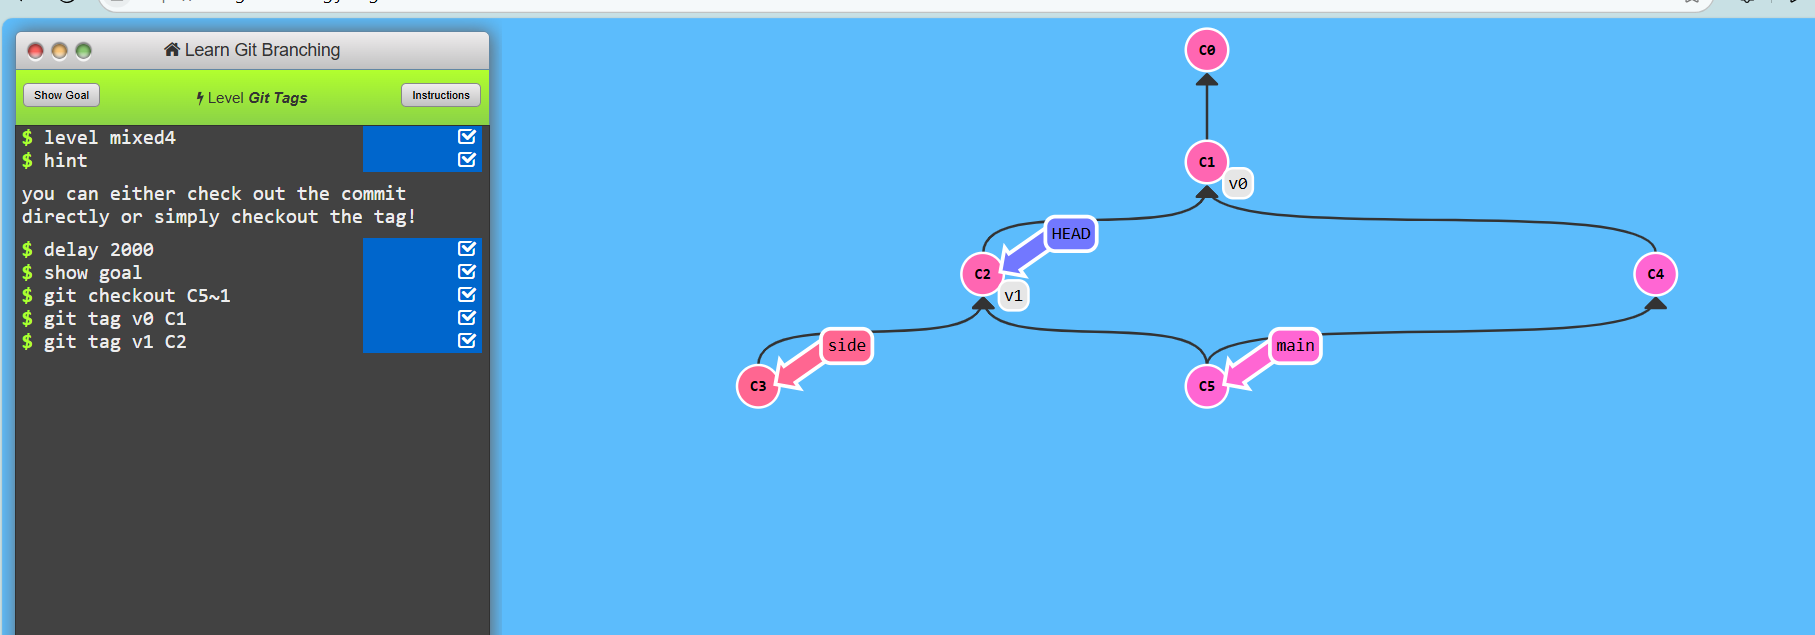 Learn Git Branching
Show Goal
Level Git Tags
Instructions
$ level mixed4
$ hint
you can either check out the commit
directly or simply checkout the tag!
$ delay 2000
$ show goal
$ git checkout C5~1
$ git tag v0 C1
$ git tag v1 C2
C0
C1
v0
HEAD
C2
v1
C4
side
main
C3
C5